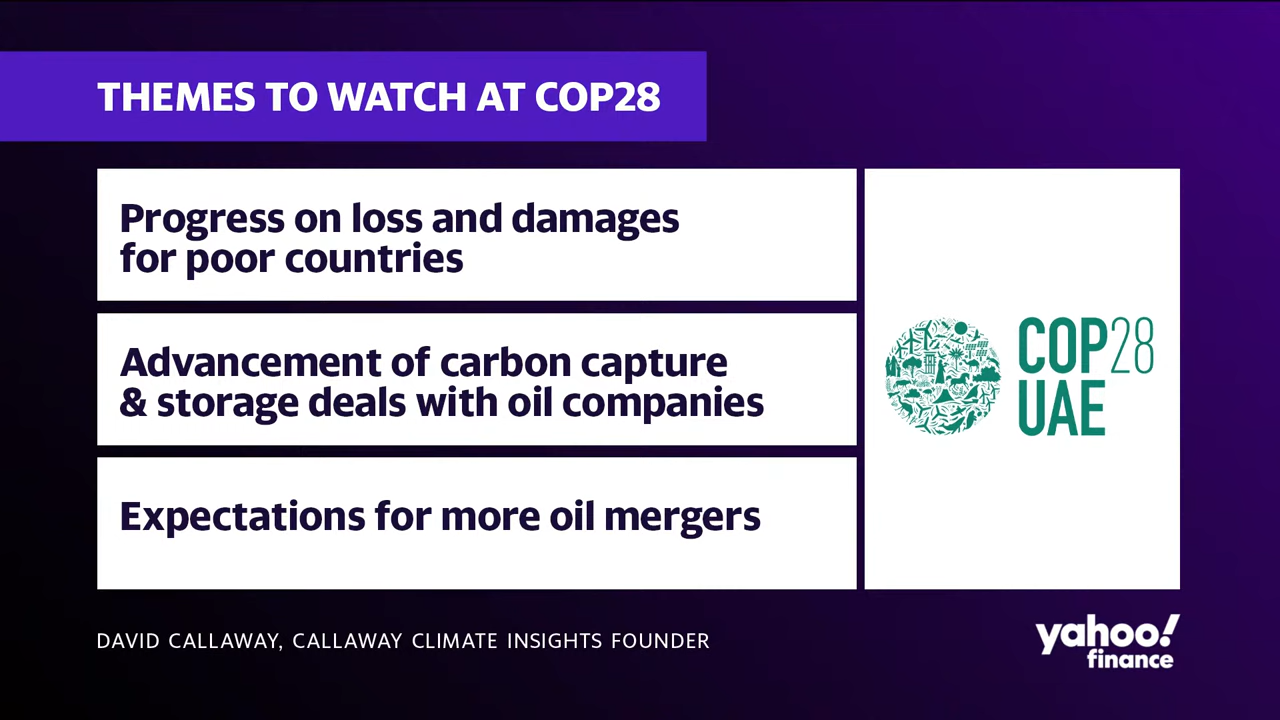 THEMES TO WATCH AT COP28
Progress on loss and damages
for poor countries
Advancement of carbon capture
& storage deals with oil companies
Expectations for more oil mergers
COP28
UAE
DAVID CALLAWAY, CALLAWAY CLIMATE INSIGHTS FOUNDER
yahoo!
finance